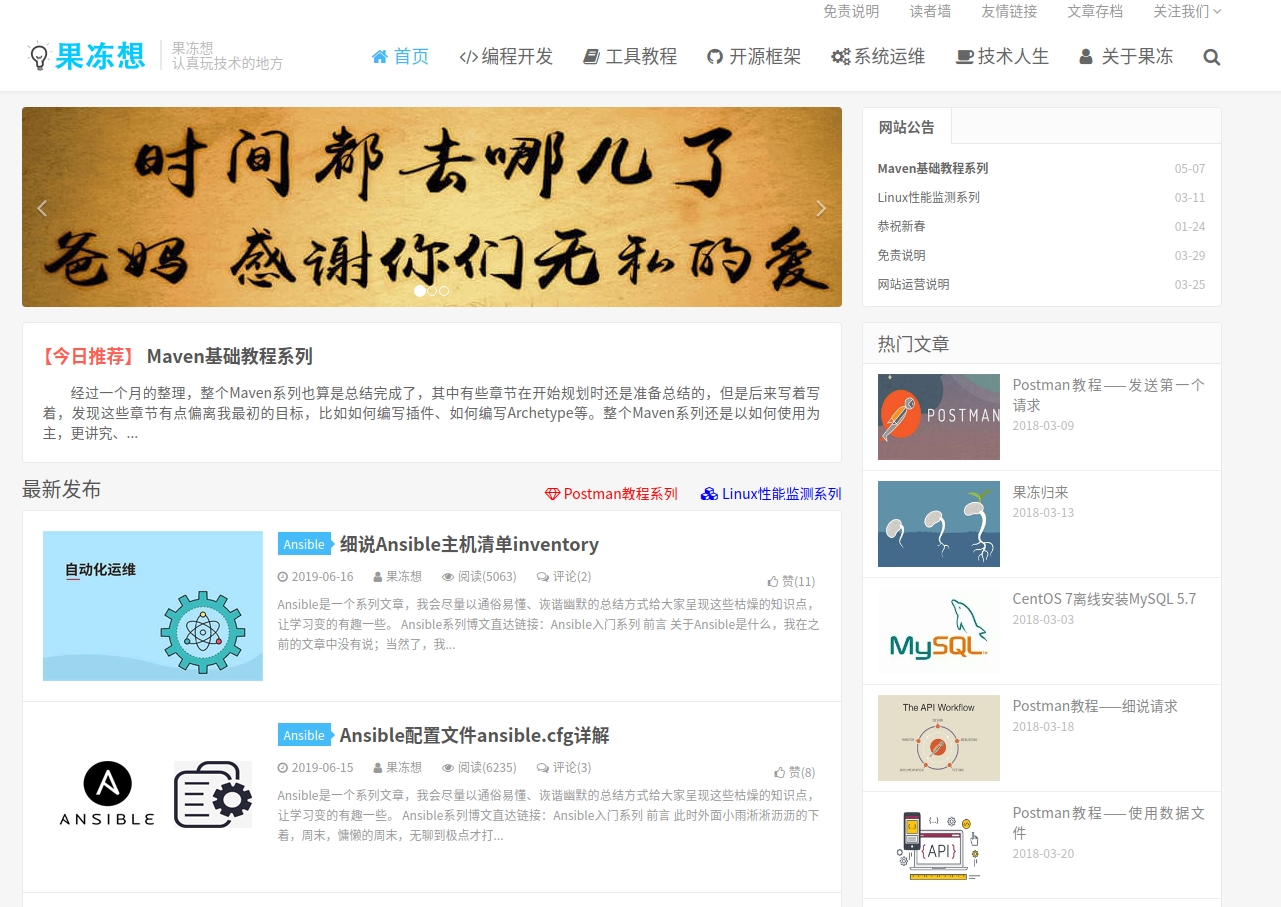 免责说明 读者墙 友情链接 文章存档 关注我们
果冻想 果冻想
认真玩技术的地方
首页 编程开发 工具教程 开源框架 系统运维 技术人生 关于果冻
时间都去哪儿了
爸妈 感谢你们无私的爱
网站公告
Maven基础教程系列 05-07
Linux性能监测系列 03-11
恭祝新春 01-24
免责说明 03-29
网站运营说明 03-25
【今日推荐】 Maven基础教程系列
经过一个月的整理，整个Maven系列也算是总结完成了，其中有些章节在开始规划时还是准备总结的，但是后来写着写
着，发现这些章节有点偏离我最初的目标，比如如何编写插件、如何编写Archetype等。整个Maven系列还是以如何使用为
主，更讲究、...
最新发布 Postman教程系列 Linux性能监测系列
自动化运维
Ansible 细说Ansible主机清单inventory
2019-06-16 果冻想 阅读(5063) 评论(2) 赞(11)
Ansible是一个系列文章，我会尽量以通俗易懂、诙谐幽默的总结方式给大家呈现这些枯燥的知识点，
让学习变的有趣一些。 Ansible系列博文直达链接：Ansible入门系列 前言 关于Ansible是什么，我在之
前的文章中没有说；当然了，我...
ANSIBLE
Ansible Ansible配置文件ansible.cfg详解
2019-06-15 果冻想 阅读(6235) 评论(3) 赞(8)
Ansible是一个系列文章，我会尽量以通俗易懂、诙谐幽默的总结方式给大家呈现这些枯燥的知识点，
让学习变的有趣一些。 Ansible系列博文直达链接：Ansible入门系列 前言 此时外面小雨淅淅沥沥的下
着，周末，慵懒的周末，无聊到极点才打...
热门文章
POSTMAN
Postman教程——发送第一个
请求
2018-03-09
果冻归来
2018-03-13
MySQL
CentOS 7离线安装MySQL 5.7
2018-03-03
The API Workflow
Postman教程——细说请求
2018-03-18
{...}
{API}
Postman教程——使用数据文
件
2018-03-20